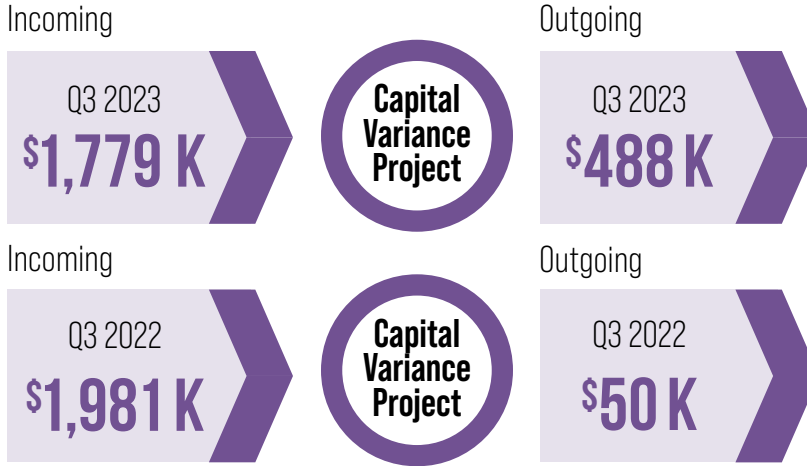 Incoming
Q3 2023
$1,779 K
Capital
Variance
Project
Outgoing
Q3 2023
$488 K
Incoming
Q3 2022
$1,981 K
Capital
Variance
Project
Outgoing
Q3 2022
$50 K